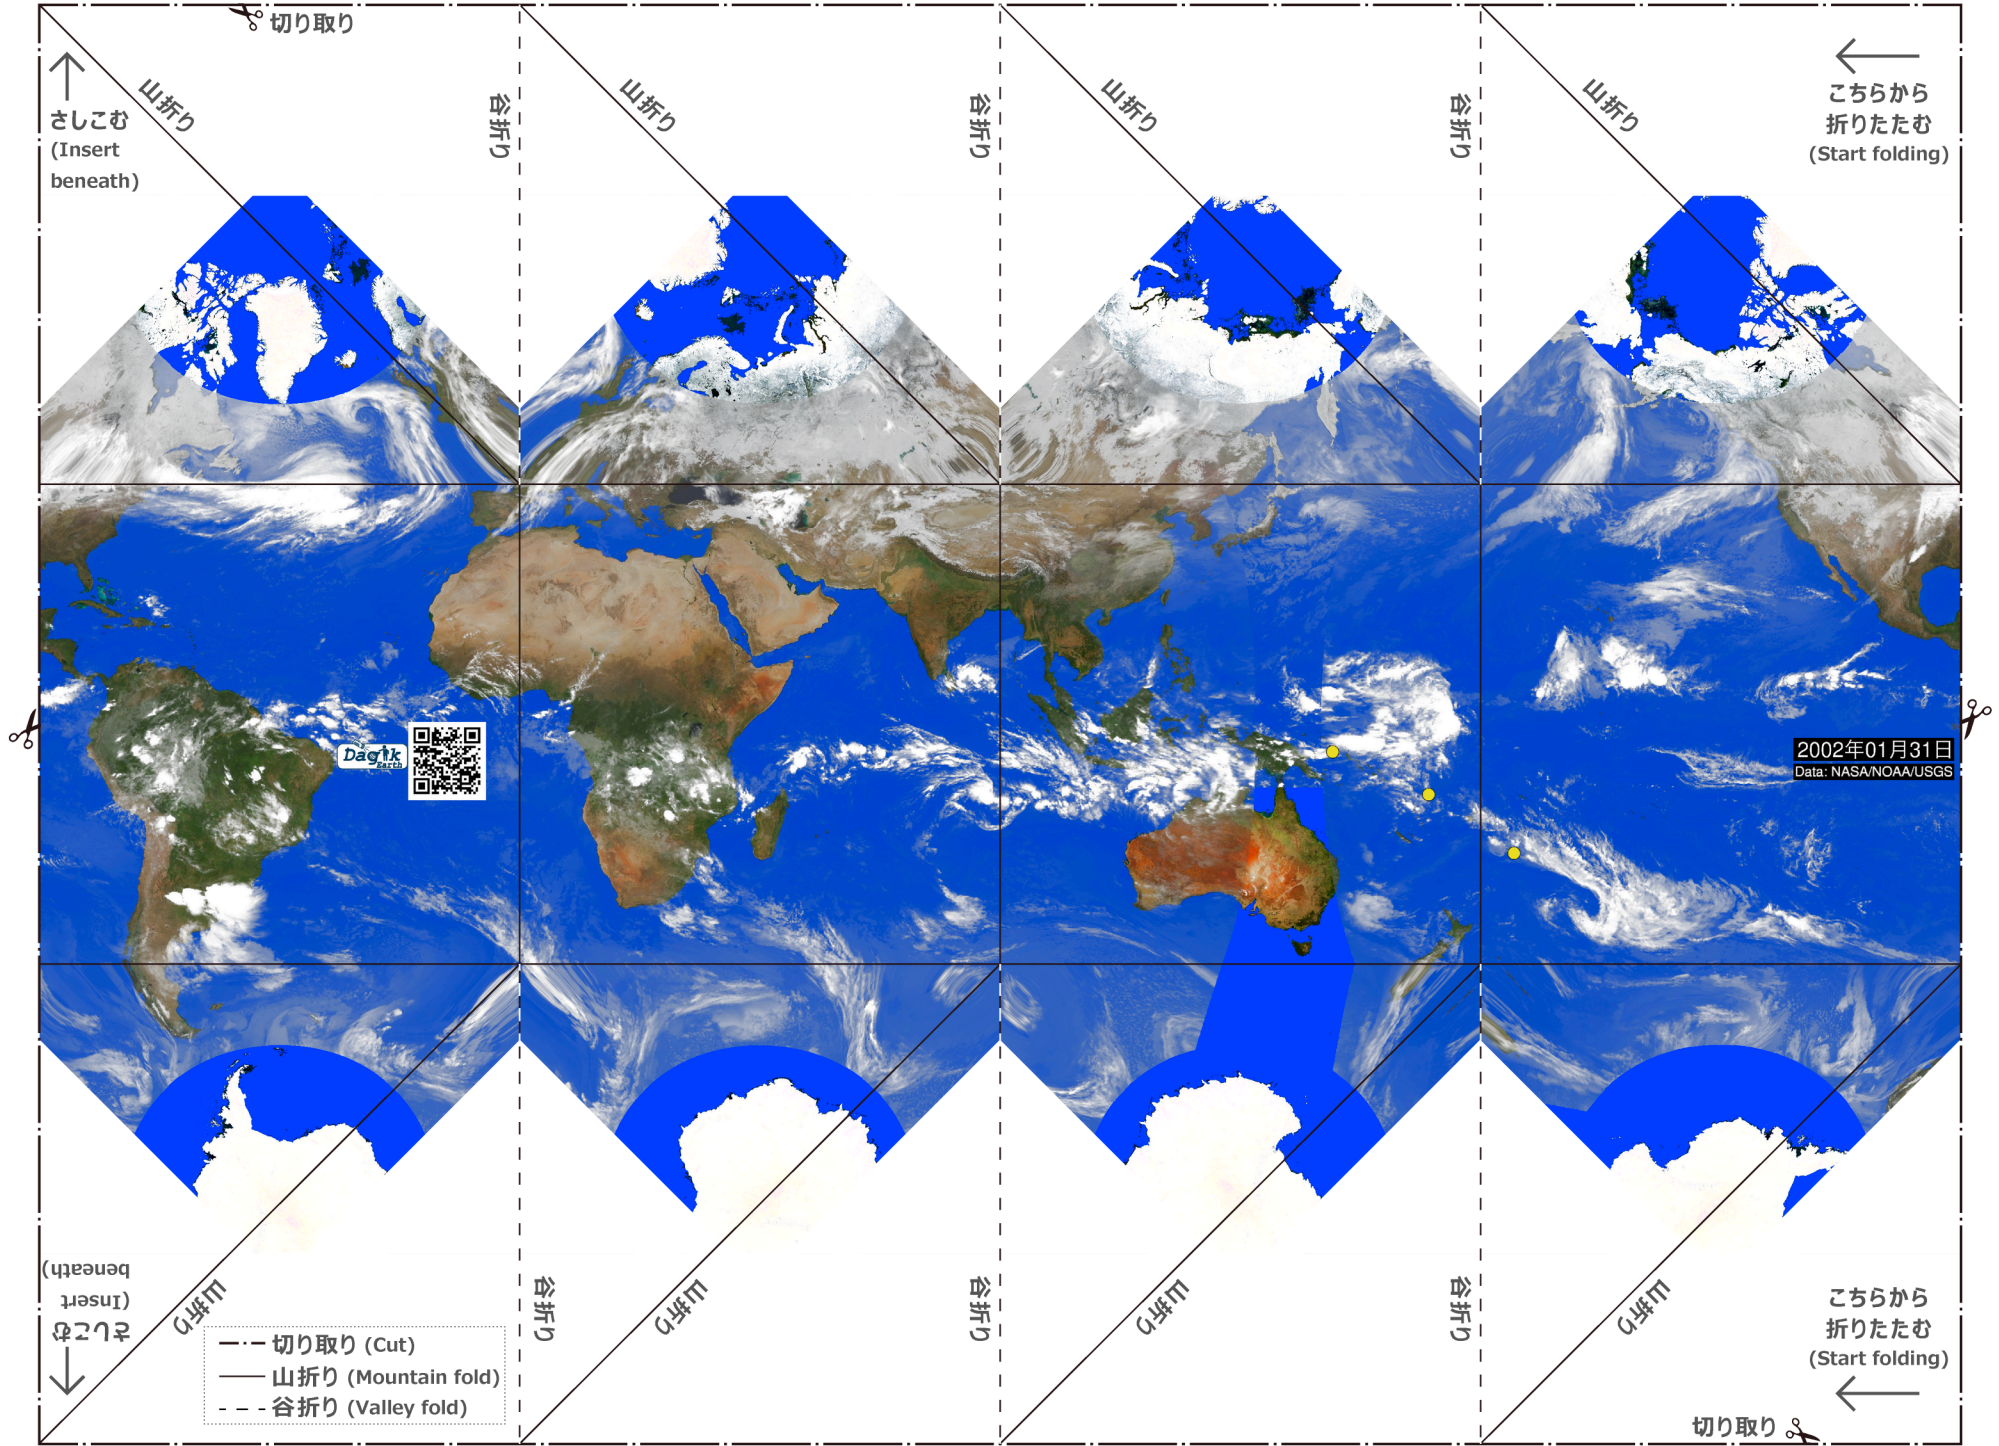 切り取り
山折り
山折り
山折り
山折り
谷折り
谷折り
谷折り
さしこむ
(Insert
beneath)
こちらから
折りたたむ
(Start folding)
Dagik
Earth
2002年01月31日
Data: NASA/NOAA/USGS
さしこむ
(Insert
beneath)
山折り
山折り
山折り
山折り
谷折り
谷折り
谷折り
こちらから
折りたたむ
(Start folding)
切り取り (Cut)
山折り (Mountain fold)
谷折り (Valley fold)
切り取り